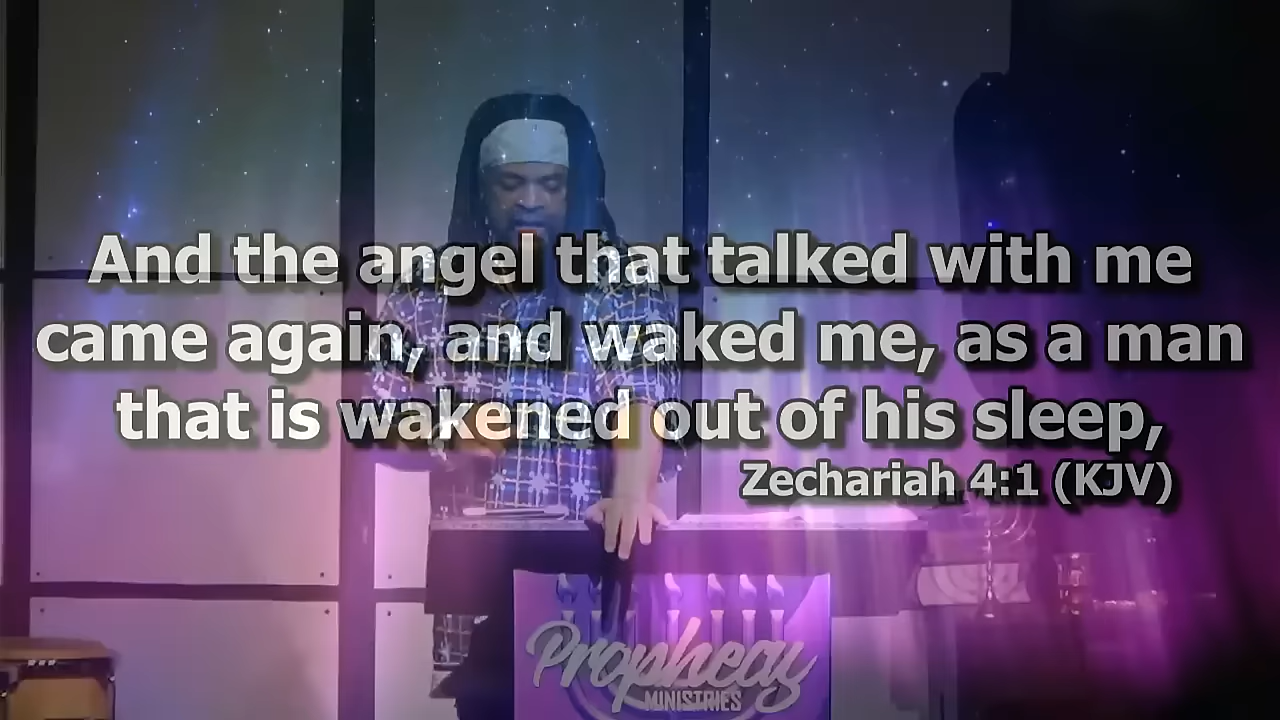 And the angel that talked with me
came again, and waked me, as a man
that is wakened out of his sleep,
Zechariah 4:1 (KJV)
Propheay
MINISTRIES